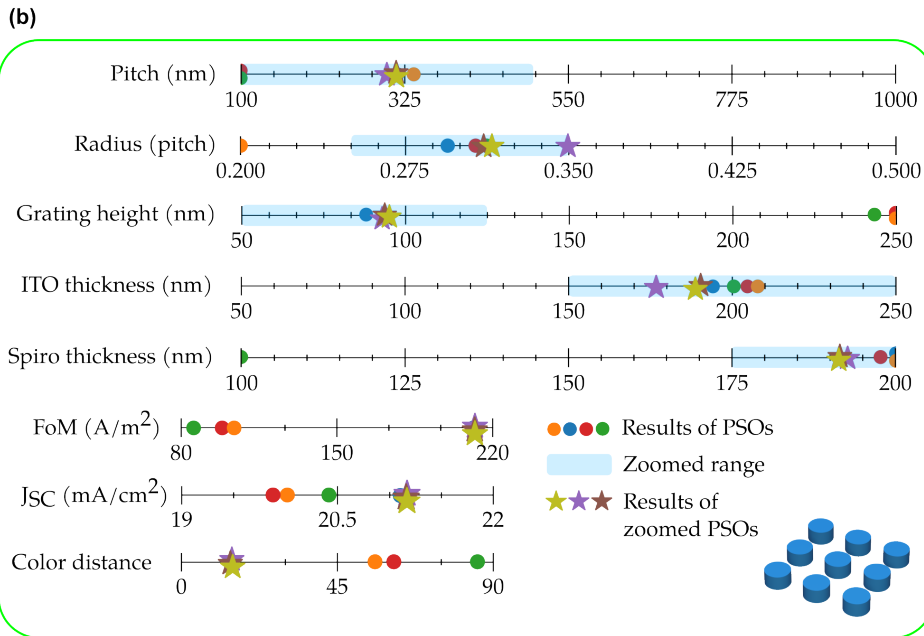 (b)
Pitch (nm)
100 325 550 775 1000
Radius (pitch)
0.200 0.275 0.350 0.425 0.500
Grating height (nm)
50 100 150 200 250
ITO thickness (nm)
50 100 150 200 250
Spiro thickness (nm)
100 125 150 175 200
FoM (A/m²)
80 150 220
JSC (mA/cm²)
19 20.5 22
Color distance
0 45 90
Results of PSOs
Zoomed range
Results of
zoomed PSOs